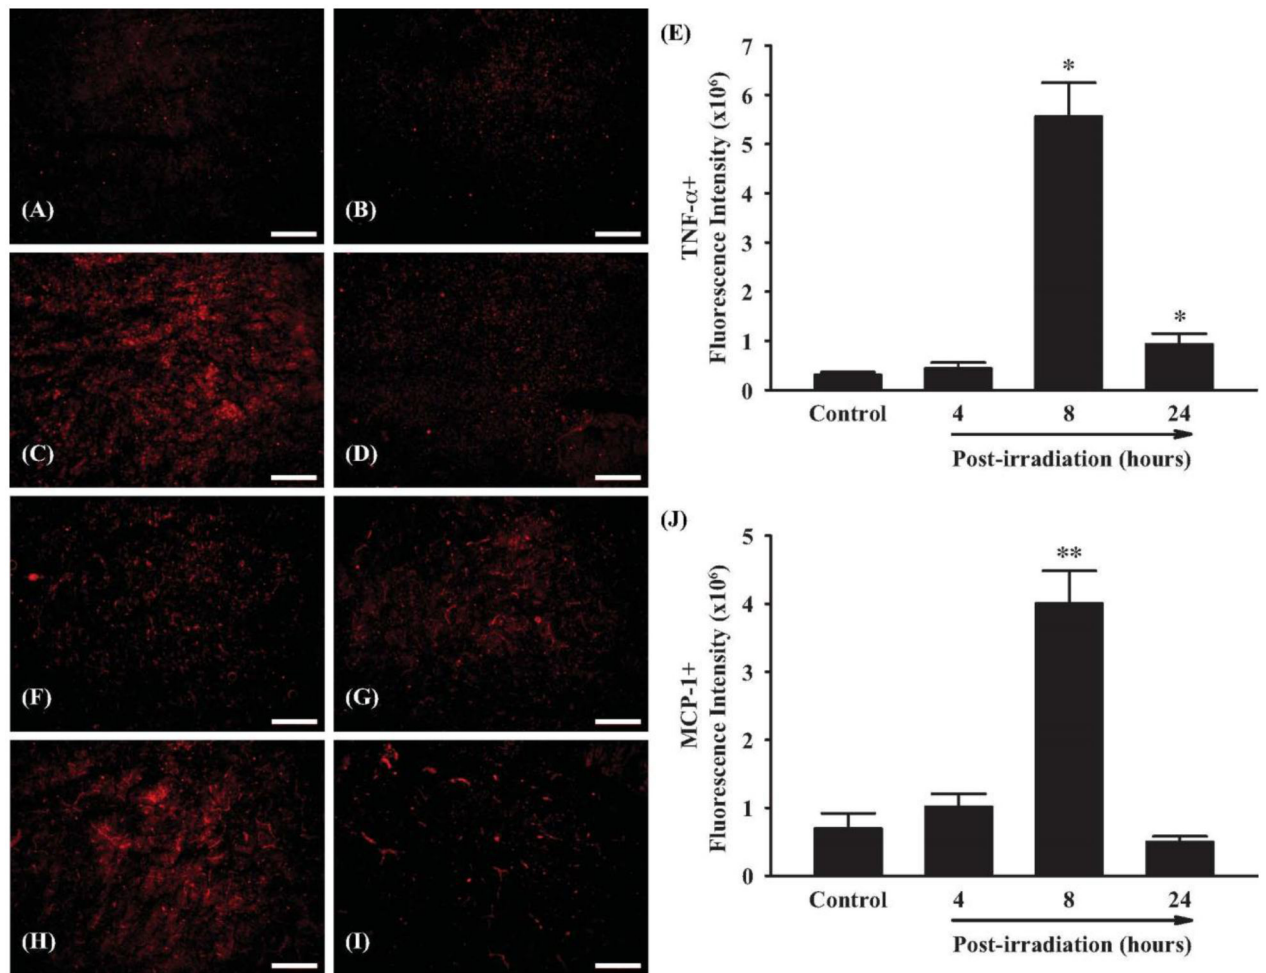 (A)
(B)
(C)
(D)
(F)
(G)
(H)
(I)
(E)
TNF-α+
Fluorescence Intensity (x10⁶)
7
6
5
4
3
2
1
0
*
*
Control 4 8 24
Post-irradiation (hours)
(J)
MCP-1+
Fluorescence Intensity (x10⁶)
5
4
3
2
1
0
**
Control 4 8 24
Post-irradiation (hours)